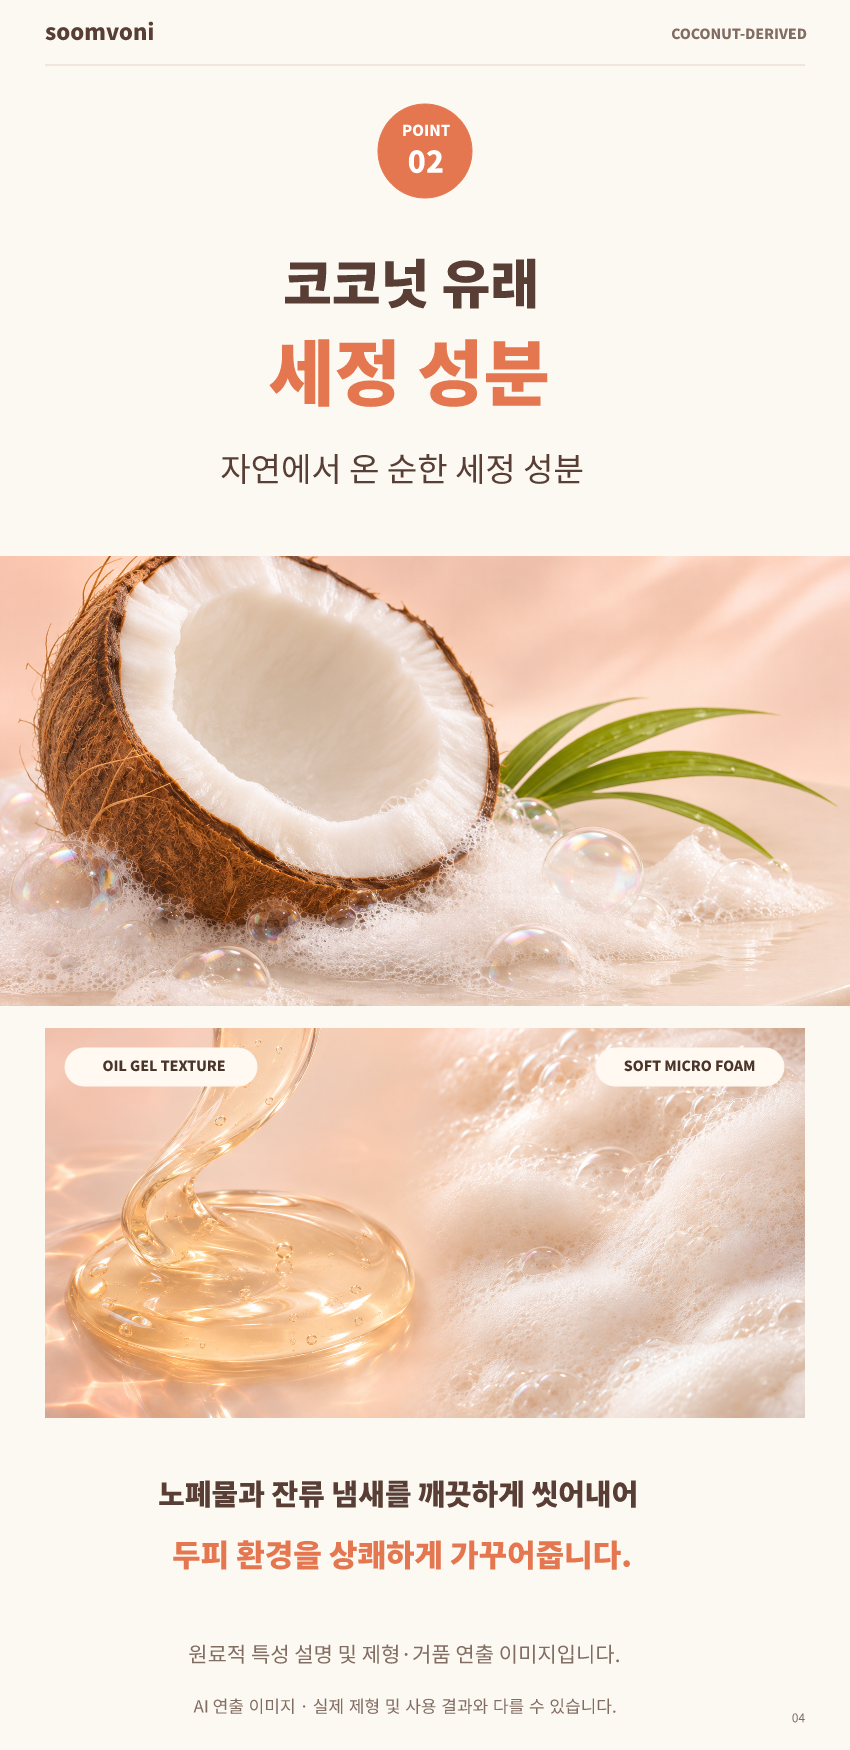 soomvoni
COCONUT-DERIVED
POINT
02
코코넛 유래
세정 성분
자연에서 온 순한 세정 성분
OIL GEL TEXTURE
SOFT MICRO FOAM
노폐물과 잔류 냄새를 깨끗하게 씻어내어
두피 환경을 상쾌하게 가꾸어줍니다.
원료적 특성 설명 및 제형·거품 연출 이미지입니다.
AI 연출 이미지 · 실제 제형 및 사용 결과와 다를 수 있습니다.
04